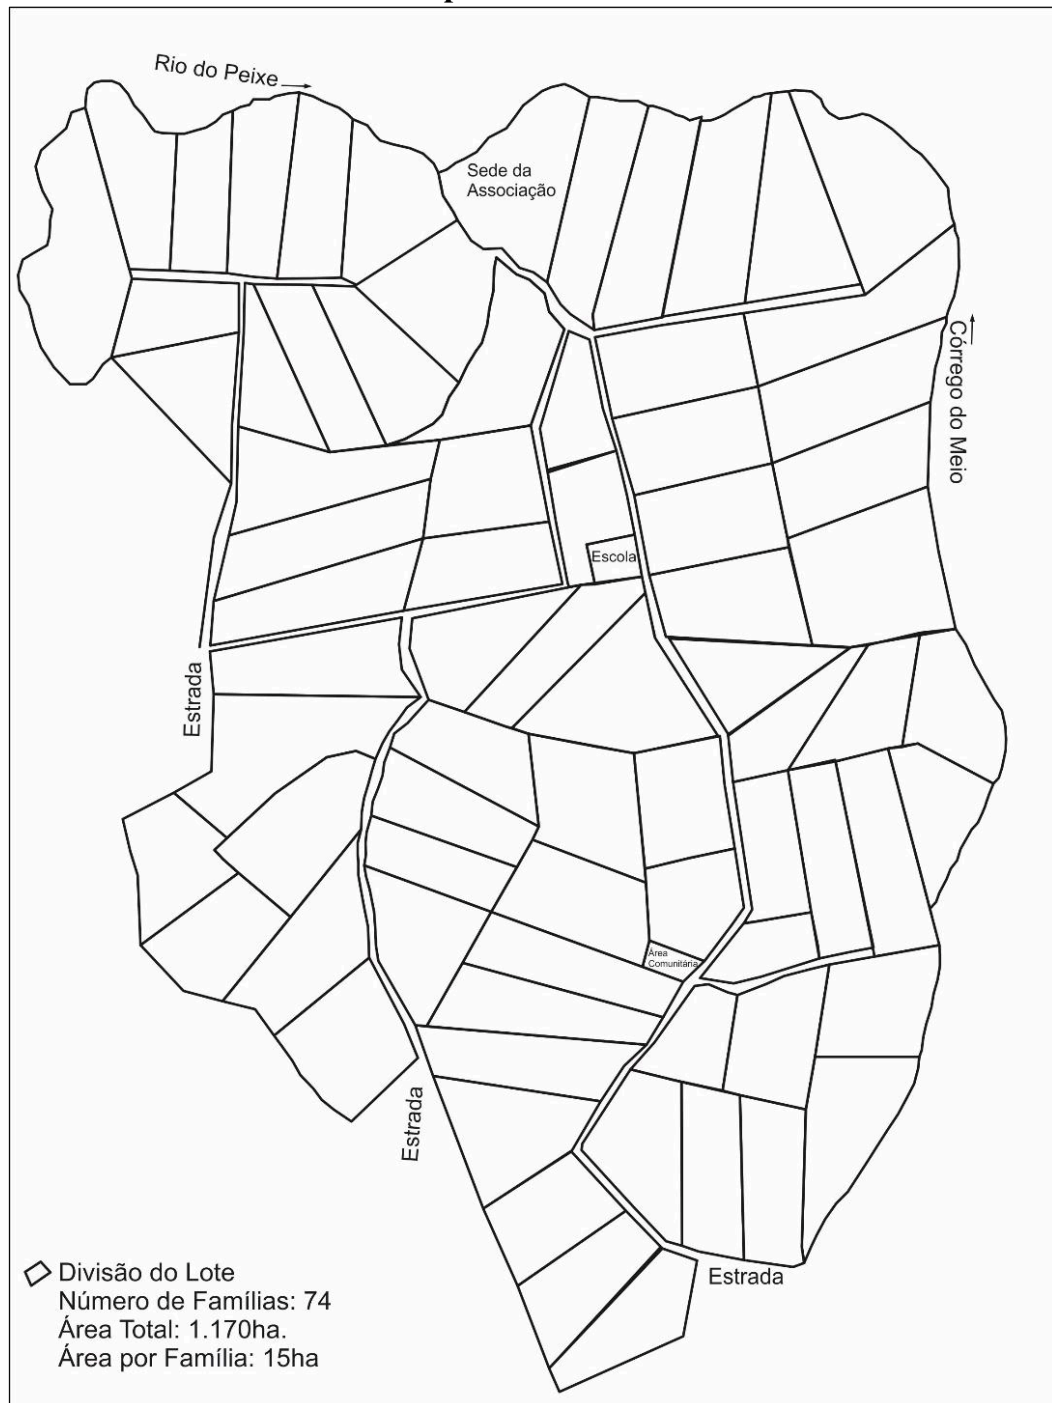 Rio do Peixe
Sede da
Associação
Córrego do Meio
Escola
Estrada
Área
Comunitária
Estrada
Estrada
Divisão do Lote
Número de Famílias: 74
Área Total: 1.170ha.
Área por Família: 15ha